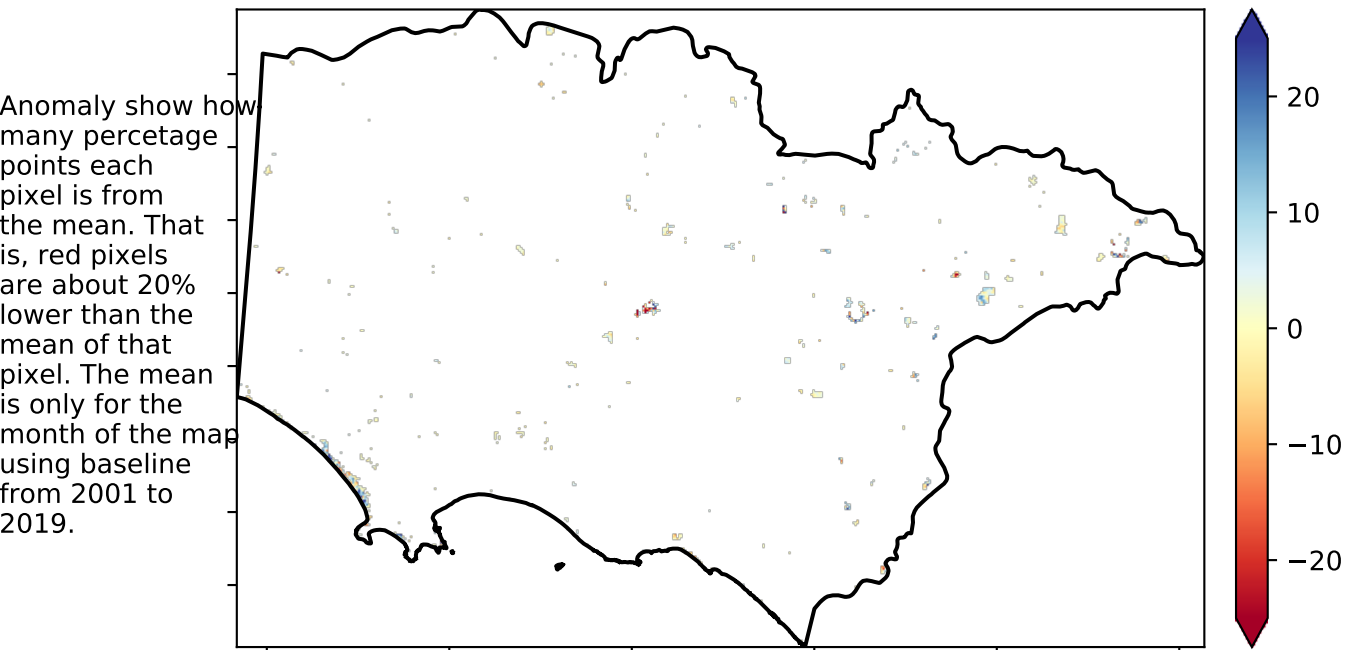 Anomaly show how
many percetage
points each
pixel is from
the mean. That
is, red pixels
are about 20%
lower than the
mean of that
pixel. The mean
is only for the
month of the map
using baseline
from 2001 to
2019.
20
10
0
−10
−20